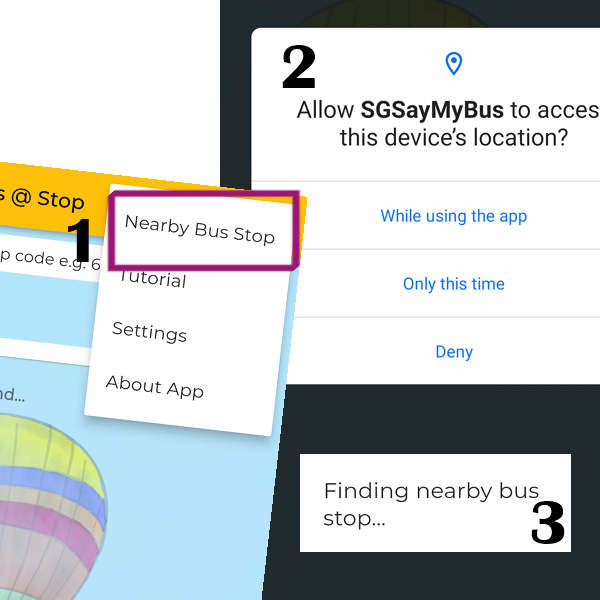 s @ Stop
1
Nearby Bus Stop
p code e.g. 6
Tutorial
Settings
About App
nd...
2
Allow SGSayMyBus to acces
this device's location?
While using the app
Only this time
Deny
Finding nearby bus
stop...
3